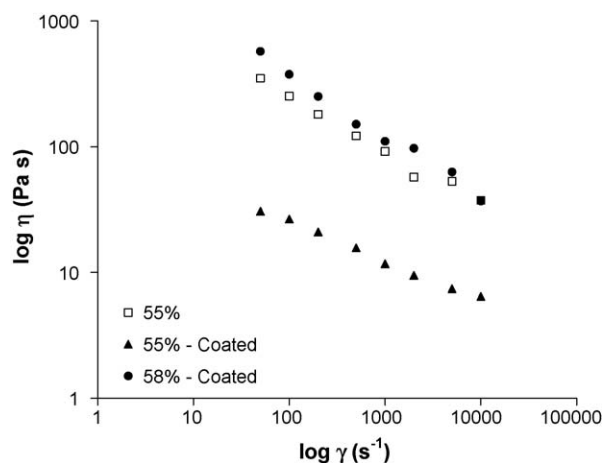 1000
100
10
1
log η (Pa s)
□ 55%
▲ 55% - Coated
● 58% - Coated
1 10 100 1000 10000 100000
log γ (s⁻¹)